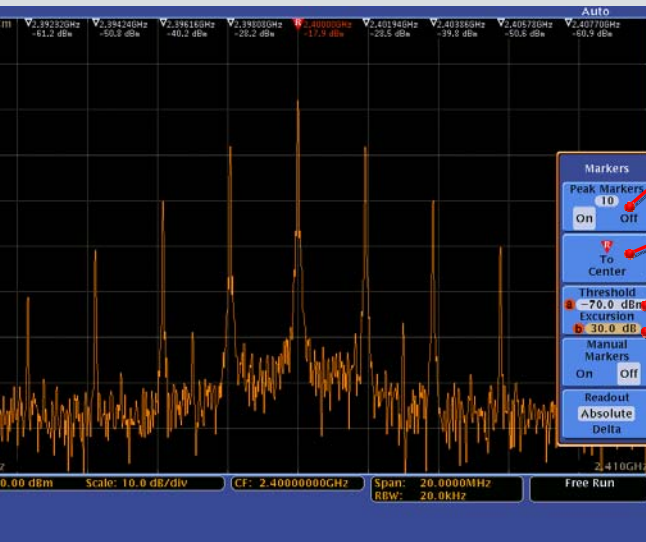 Auto
m
2.39232GHz 2.39424GHz 2.39616GHz 2.39808GHz R 2.40000GHz 2.40194GHz 2.40386GHz 2.40578GHz 2.40770GHz
-61.2 dBm -50.8 dBm -40.2 dBm -28.2 dBm -17.9 dBm -28.5 dBm -39.8 dBm -50.6 dBm -60.9 dBm
Markers
Peak Markers
10
On Off
R
To
Center
Threshold
a -70.0 dBm
Excursion
b 30.0 dB
Manual
Markers
On Off
Readout
Absolute
Delta
z 2.410GHz
0.00 dBm Scale: 10.0 dB/div CF: 2.40000000GHz Span: 20.0000MHz Free Run
RBW: 20.0kHz